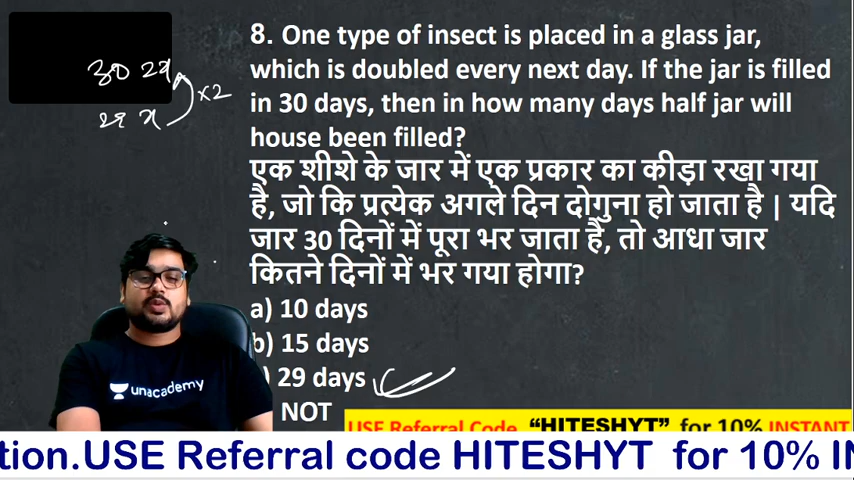 30 2x
29 x
×2
8. One type of insect is placed in a glass jar,
which is doubled every next day. If the jar is filled
in 30 days, then in how many days half jar will
house been filled?
एक शीशे के जार में एक प्रकार का कीड़ा रखा गया
है, जो कि प्रत्येक अगले दिन दोगुना हो जाता है | यदि
जार 30 दिनों में पूरा भर जाता है, तो आधा जार
कितने दिनों में भर गया होगा?
a) 10 days
b) 15 days
) 29 days
NOT
unacademy
USE Referral Code "HITESHYT" for 10% INSTANT
tion.USE Referral code HITESHYT for 10% IN